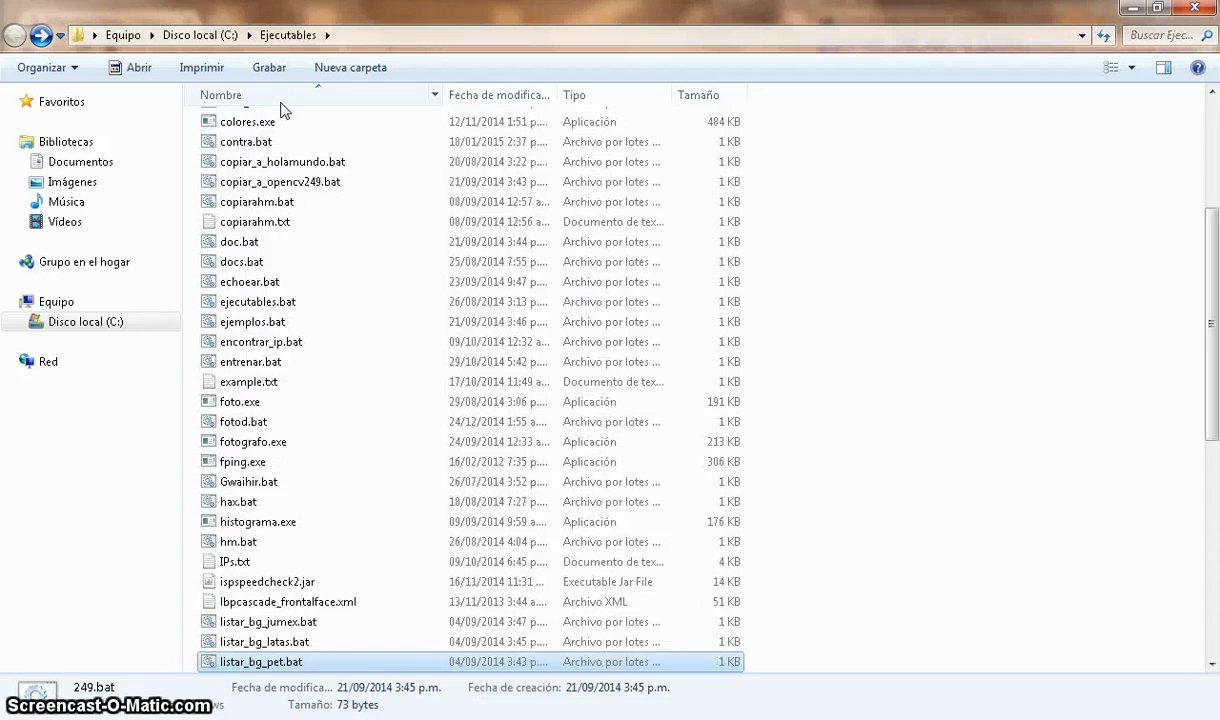 Equipo Disco local (C:) Ejecutables Buscar Ejec...
Organizar Abrir Imprimir Grabar Nueva carpeta
Favoritos
Bibliotecas
Documentos
Imágenes
Música
Vídeos
Grupo en el hogar
Equipo
Disco local (C:)
Red
Nombre Fecha de modifica... Tipo Tamaño
colores.exe 12/11/2014 1:51 p.... Aplicación 484 KB
contra.bat 18/01/2015 2:37 p.... Archivo por lotes ... 1 KB
copiar_a_holamundo.bat 20/08/2014 3:22 p.... Archivo por lotes ... 1 KB
copiar_a_opencv249.bat 21/09/2014 3:43 p.... Archivo por lotes ... 1 KB
copiarahm.bat 08/09/2014 12:57 a... Archivo por lotes ... 1 KB
copiarahm.txt 08/09/2014 12:56 a... Documento de tex... 1 KB
doc.bat 21/09/2014 3:44 p.... Archivo por lotes ... 1 KB
docs.bat 25/08/2014 7:55 p.... Archivo por lotes ... 1 KB
echoear.bat 23/09/2014 9:47 p.... Archivo por lotes ... 1 KB
ejecutables.bat 26/08/2014 3:13 p.... Archivo por lotes ... 1 KB
ejemplos.bat 21/09/2014 3:46 p.... Archivo por lotes ... 1 KB
encontrar_ip.bat 09/10/2014 12:32 a... Archivo por lotes ... 1 KB
entrenar.bat 29/10/2014 5:42 p.... Archivo por lotes ... 1 KB
example.txt 17/10/2014 11:49 a... Documento de tex... 1 KB
foto.exe 29/08/2014 3:06 p.... Aplicación 191 KB
fotod.bat 24/12/2014 1:55 a.... Archivo por lotes ... 1 KB
fotografo.exe 24/09/2014 12:33 a... Aplicación 213 KB
fping.exe 16/02/2012 7:35 p.... Aplicación 306 KB
Gwaihir.bat 26/07/2014 3:52 p.... Archivo por lotes ... 1 KB
hax.bat 18/08/2014 7:27 p.... Archivo por lotes ... 1 KB
histograma.exe 09/09/2014 9:59 a.... Aplicación 176 KB
hm.bat 26/08/2014 4:04 p.... Archivo por lotes ... 1 KB
IPs.txt 09/10/2014 6:45 p.... Documento de tex... 4 KB
ispspeedcheck2.jar 16/11/2014 11:31 ... Executable Jar File 14 KB
lbpcascade_frontalface.xml 13/11/2013 3:44 a.... Archivo XML 51 KB
listar_bg_jumex.bat 04/09/2014 3:47 p.... Archivo por lotes ... 1 KB
listar_bg_latas.bat 04/09/2014 3:45 p.... Archivo por lotes ... 1 KB
listar_bg_pet.bat 04/09/2014 3:43 p.... Archivo por lotes ... 1 KB
249.bat Fecha de modifica... 21/09/2014 3:45 p.m. Fecha de creación: 21/09/2014 3:45 p.m.
Tamaño: 73 bytes
Screencast-O-Matic.com